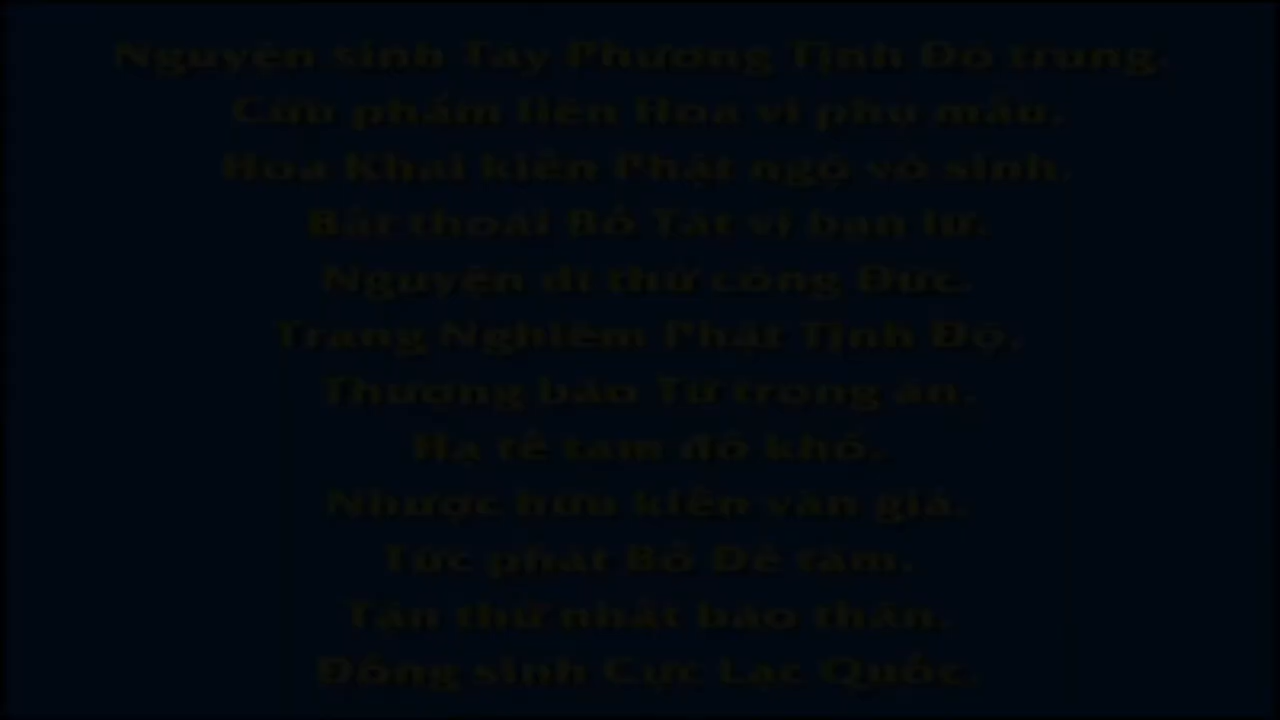 Nguyện sinh Tây Phương Tịnh Độ trung.
Cửu phẩm liên Hoa vi phụ mẫu.
Hoa Khai kiến Phật ngộ vô sinh.
Bất thoái Bồ Tát vi bạn lữ.
Nguyện dĩ thử công Đức.
Trang Nghiêm Phật Tịnh Độ.
Thượng báo Tứ trọng ân.
Hạ tế tam đồ khổ.
Nhược hữu kiến văn giả.
Tức phát Bồ Đề tâm.
Tận thử nhất báo thân.
Đồng sinh Cực Lạc Quốc.